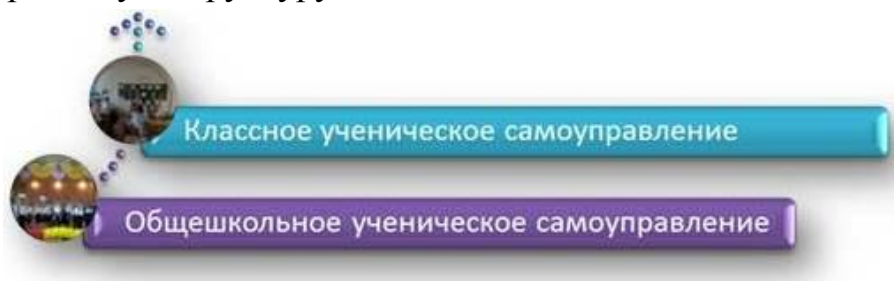 Классное ученическое самоуправление
Общешкольное ученическое самоуправление